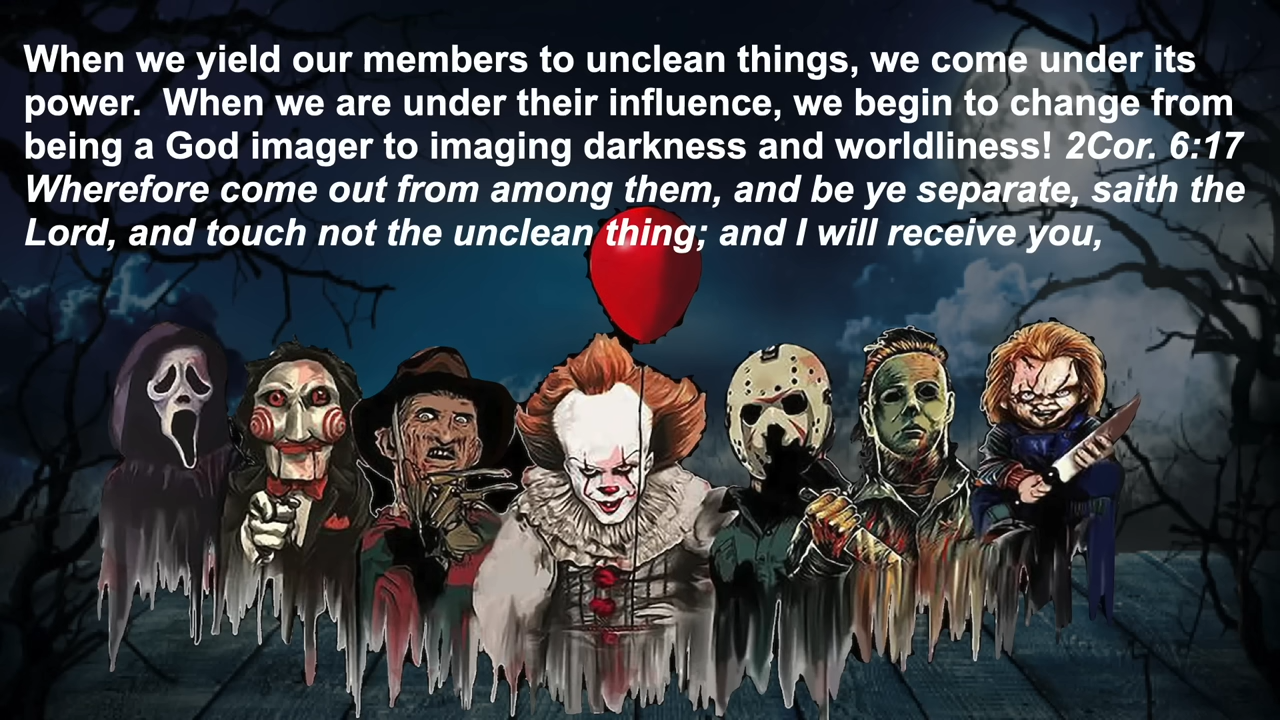 When we yield our members to unclean things, we come under its
power.  When we are under their influence, we begin to change from
being a God imager to imaging darkness and worldliness! 2Cor. 6:17
Wherefore come out from among them, and be ye separate, saith the
Lord, and touch not the unclean thing; and I will receive you,